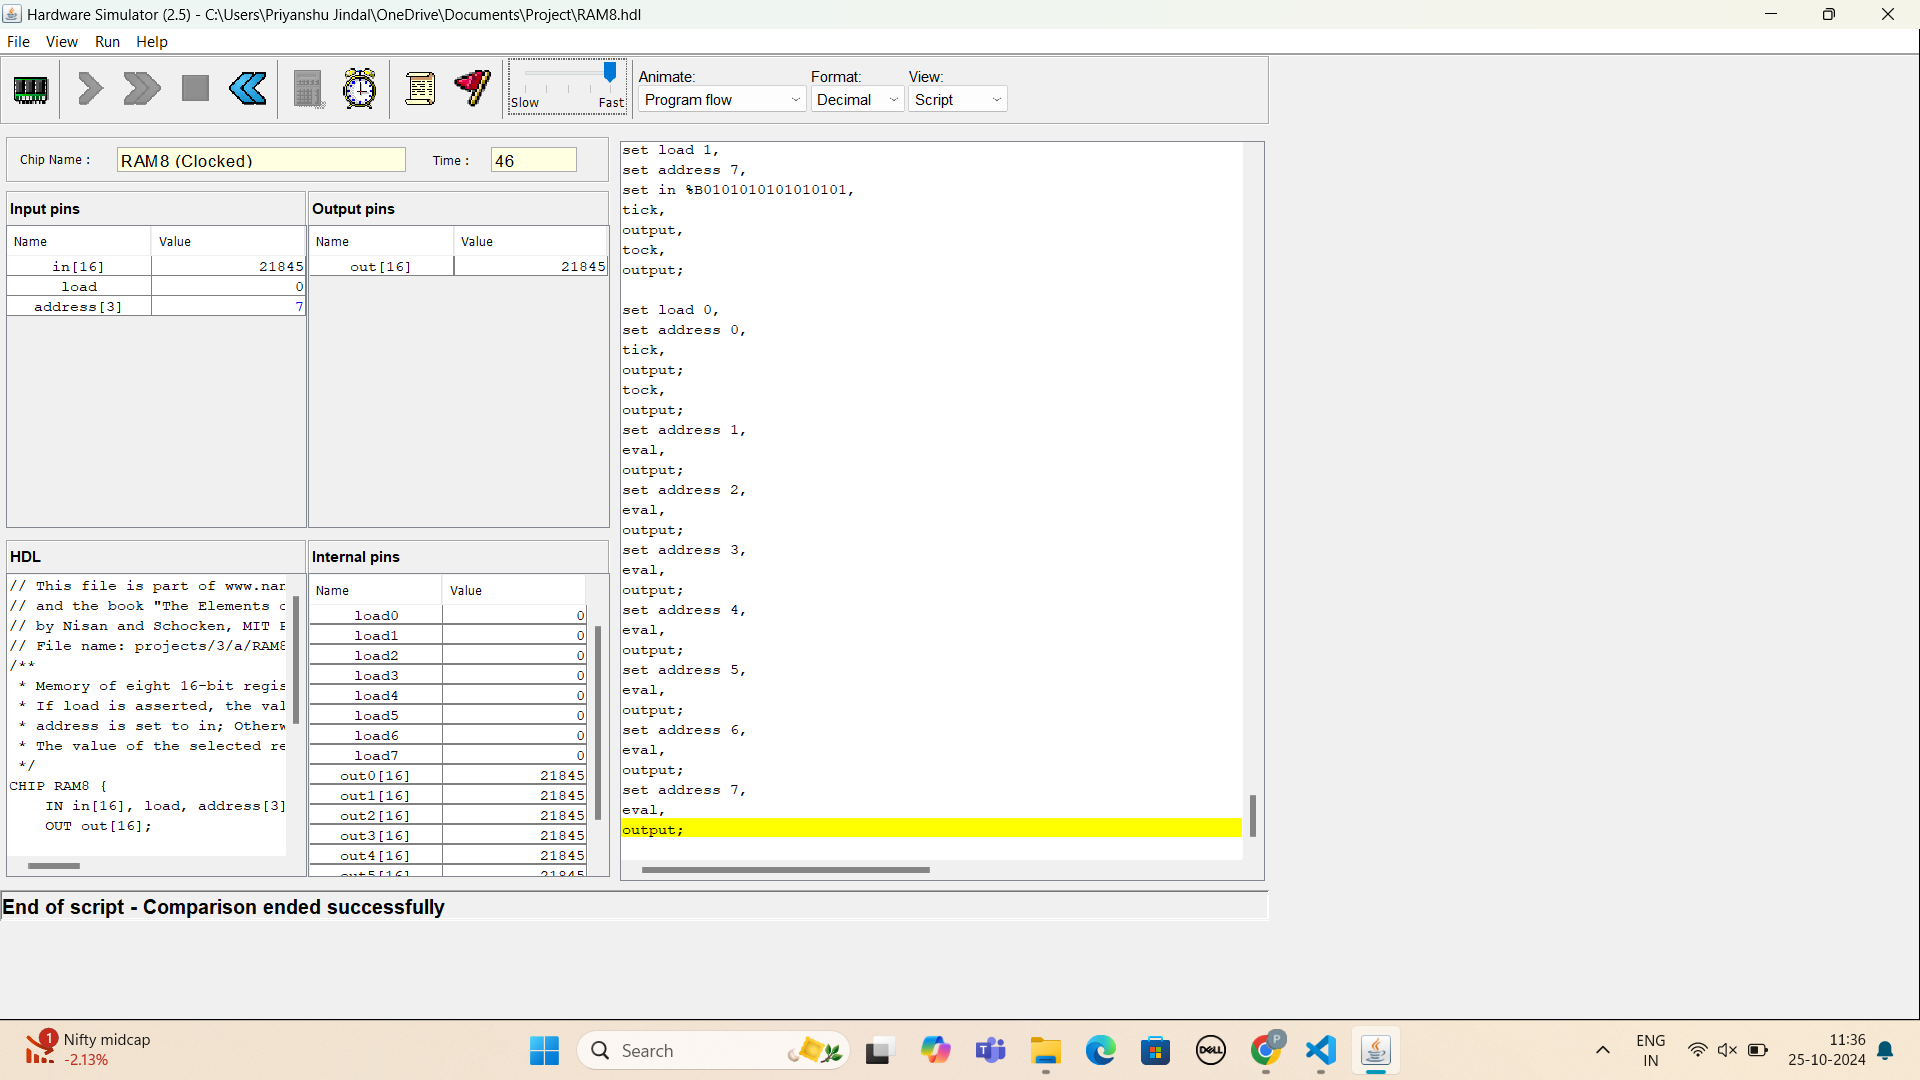 Hardware Simulator (2.5) - C:\Users\Priyanshu Jindal\OneDrive\Documents\Project\RAM8.hdl
File View Run Help
Slow Fast
Animate: Format: View:
Program flow Decimal Script
Chip Name : RAM8 (Clocked) Time : 46
Input pins
Name Value
in[16] 21845
load 0
address[3] 7
Output pins
Name Value
out[16] 21845
HDL
// This file is part of www.nan
// and the book "The Elements o
// by Nisan and Schocken, MIT P
// File name: projects/3/a/RAM8
/**
* Memory of eight 16-bit regis
* If load is asserted, the val
* address is set to in; Otherw
* The value of the selected re
*/
CHIP RAM8 {
IN in[16], load, address[3]
OUT out[16];
Internal pins
Name Value
load0 0
load1 0
load2 0
load3 0
load4 0
load5 0
load6 0
load7 0
out0[16] 21845
out1[16] 21845
out2[16] 21845
out3[16] 21845
out4[16] 21845
out5[16] 21845
set load 1,
set address 7,
set in %B0101010101010101,
tick,
output,
tock,
output;
set load 0,
set address 0,
tick,
output;
tock,
output;
set address 1,
eval,
output;
set address 2,
eval,
output;
set address 3,
eval,
output;
set address 4,
eval,
output;
set address 5,
eval,
output;
set address 6,
eval,
output;
set address 7,
eval,
output;
End of script - Comparison ended successfully
1
Nifty midcap
-2.13%
Search
DELL
P
ENG
IN
11:36
25-10-2024